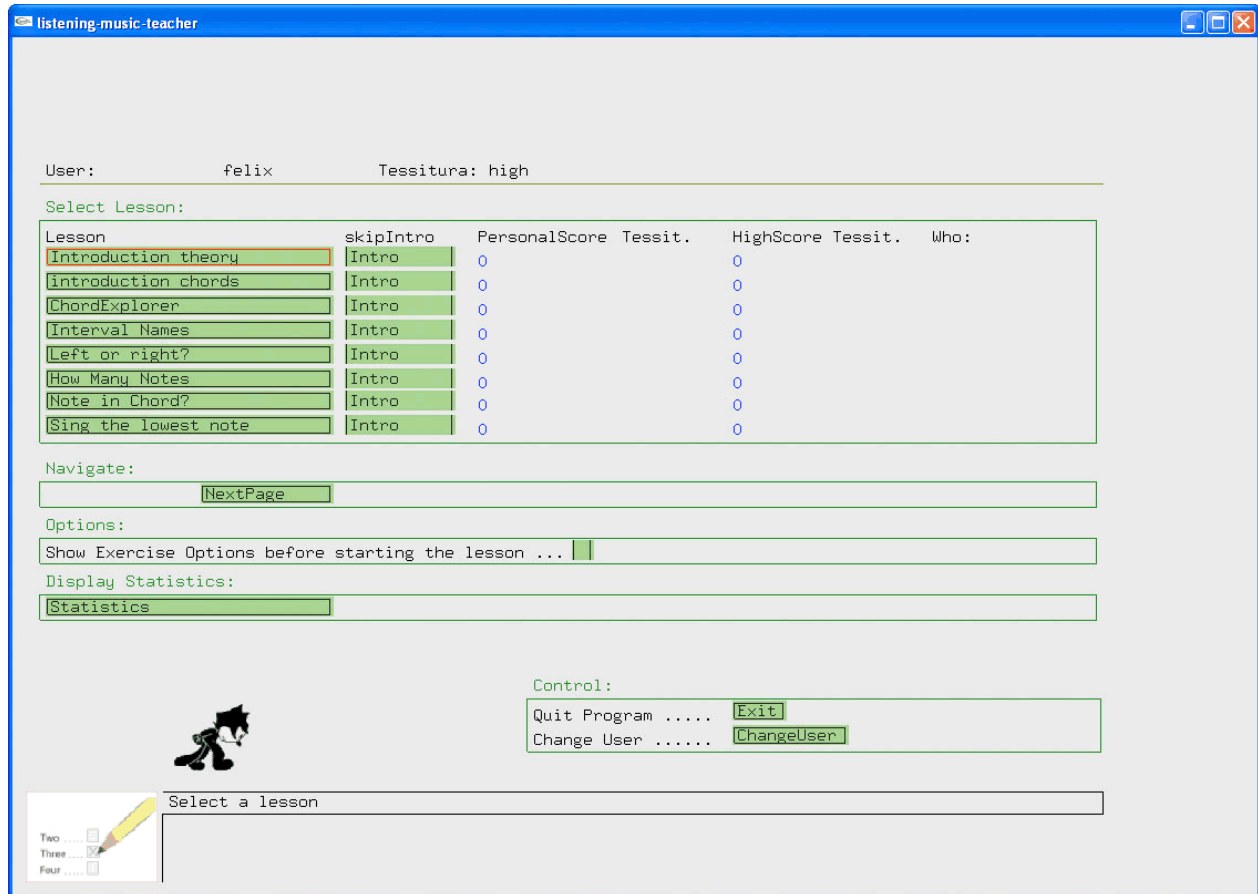 listening-music-teacher
User: felix Tessitura: high
Select Lesson:
Lesson skipIntro PersonalScore Tessit. HighScore Tessit. Who:
Introduction theory Intro 0 0
introduction chords Intro 0 0
ChordExplorer Intro 0 0
Interval Names Intro 0 0
Left or right? Intro 0 0
How Many Notes Intro 0 0
Note in Chord? Intro 0 0
Sing the lowest note Intro 0 0
Navigate:
NextPage
Options:
Show Exercise Options before starting the lesson ...
Display Statistics:
Statistics
Control:
Quit Program ..... Exit
Change User ...... ChangeUser
Select a lesson
Two .....
Three ....
Four .....